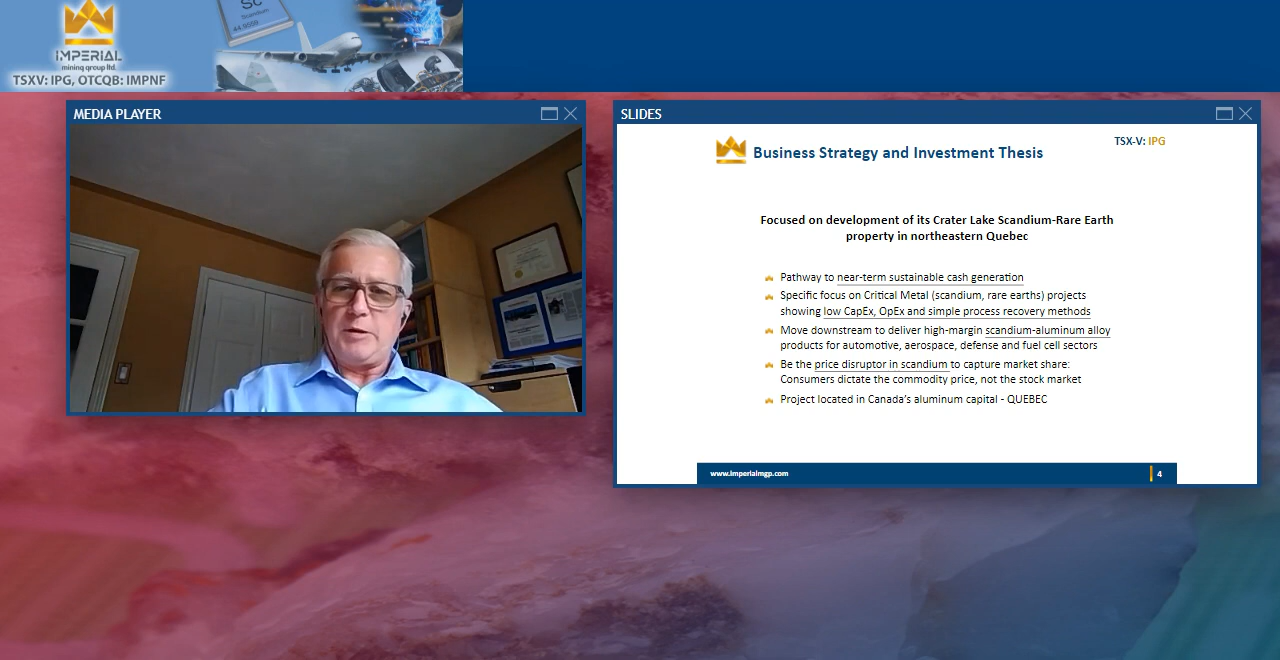 Sc
Scandium
44.9559
IMPERIAL
mining group ltd.
TSXV: IPG, OTCQB: IMPNF
MEDIA PLAYER
SLIDES
Business Strategy and Investment Thesis
TSX-V: IPG
Focused on development of its Crater Lake Scandium-Rare Earth
property in northeastern Quebec
Pathway to near-term sustainable cash generation
Specific focus on Critical Metal (scandium, rare earths) projects
showing low CapEx, OpEx and simple process recovery methods
Move downstream to deliver high-margin scandium-aluminum alloy
products for automotive, aerospace, defense and fuel cell sectors
Be the price disruptor in scandium to capture market share:
Consumers dictate the commodity price, not the stock market
Project located in Canada's aluminum capital - QUEBEC
www.imperialmgp.com
4